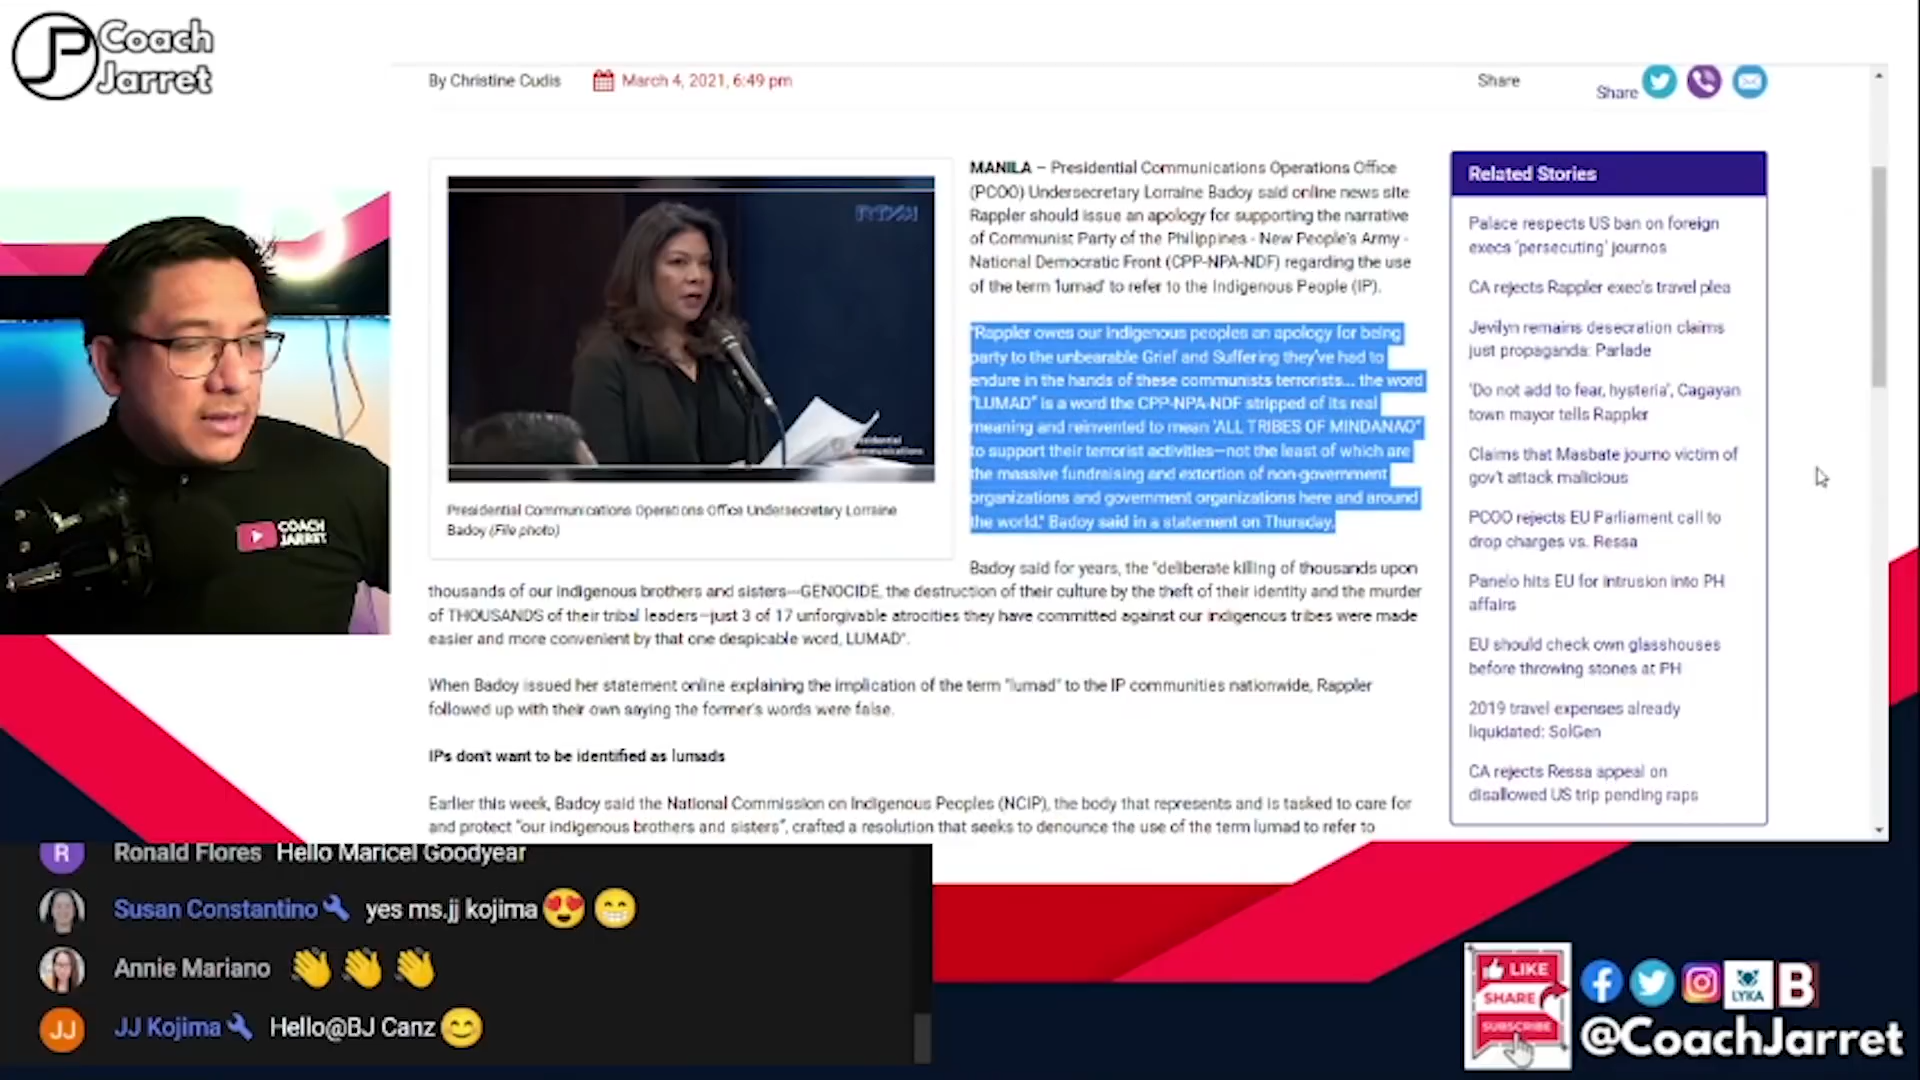 Coach
Jarret
By Christine Cudis
March 4, 2021, 6:49 pm
Share
Share
MANILA – Presidential Communications Operations Office
(PCOO) Undersecretary Lorraine Badoy said online news site
Rappler should issue an apology for supporting the narrative
of Communist Party of the Philippines - New People's Army -
National Democratic Front (CPP-NPA-NDF) regarding the use
of the term 'lumad' to refer to the Indigenous People (IP).
"Rappler owes our indigenous peoples an apology for being
party to the unbearable Grief and Suffering they've had to
endure in the hands of these communists terrorists... the word
"LUMAD" is a word the CPP-NPA-NDF stripped of its real
meaning and reinvented to mean 'ALL TRIBES OF MINDANAO"
to support their terrorist activities—not the least of which are
the massive fundraising and extortion of non-government
organizations and government organizations here and around
the world." Badoy said in a statement on Thursday.
Presidential Communications Operations Office Undersecretary Lorraine
Badoy (File photo)
Badoy said for years, the "deliberate killing of thousands upon
thousands of our indigenous brothers and sisters—GENOCIDE, the destruction of their culture by the theft of their identity and the murder
of THOUSANDS of their tribal leaders—just 3 of 17 unforgivable atrocities they have committed against our indigenous tribes were made
easier and more convenient by that one despicable word, LUMAD".
When Badoy issued her statement online explaining the implication of the term "lumad" to the IP communities nationwide, Rappler
followed up with their own saying the former's words were false.
IPs don't want to be identified as lumads
Earlier this week, Badoy said the National Commission on Indigenous Peoples (NCIP), the body that represents and is tasked to care for
and protect "our indigenous brothers and sisters", crafted a resolution that seeks to denounce the use of the term lumad to refer to
Related Stories
Palace respects US ban on foreign
execs 'persecuting' journos
CA rejects Rappler exec's travel plea
Jevilyn remains desecration claims
just propaganda: Parlade
'Do not add to fear, hysteria', Cagayan
town mayor tells Rappler
Claims that Masbate journo victim of
gov't attack malicious
PCOO rejects EU Parliament call to
drop charges vs. Ressa
Panelo hits EU for intrusion into PH
affairs
EU should check own glasshouses
before throwing stones at PH
2019 travel expenses already
liquidated: SolGen
CA rejects Ressa appeal on
disallowed US trip pending raps
COACH
JARRET
R Ronald Flores Hello Maricel Goodyear
Susan Constantino yes ms.jj kojima 😍 😁
Annie Mariano 👋 👋 👋
JJ JJ Kojima Hello@BJ Canz 😊
LIKE
SHARE
SUBSCRIBE
LYKA
B
@CoachJarret